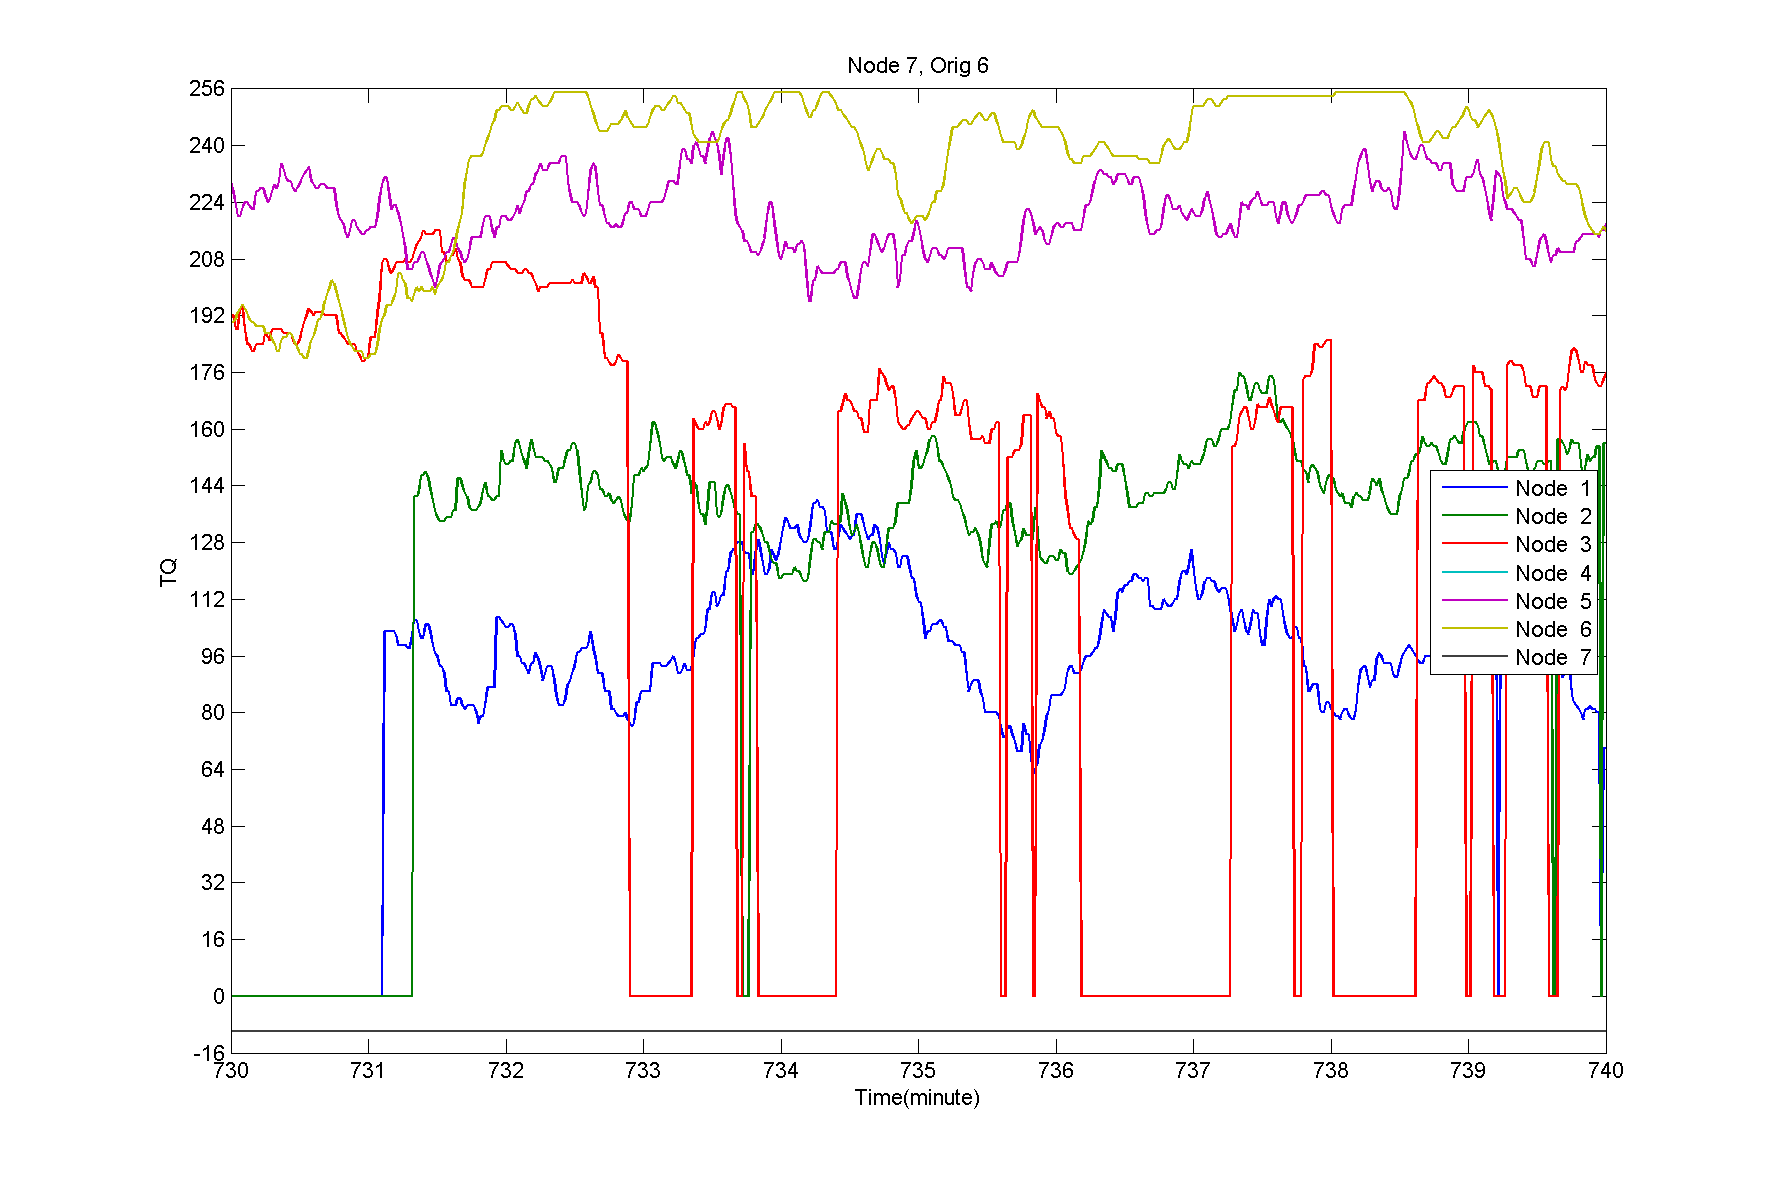 Node 7, Orig 6
256
240
224
208
192
176
160
144
128
112
96
80
64
48
32
16
0
-16
TQ
Node 1
Node 2
Node 3
Node 4
Node 5
Node 6
Node 7
730 731 732 733 734 735 736 737 738 739 740
Time(minute)